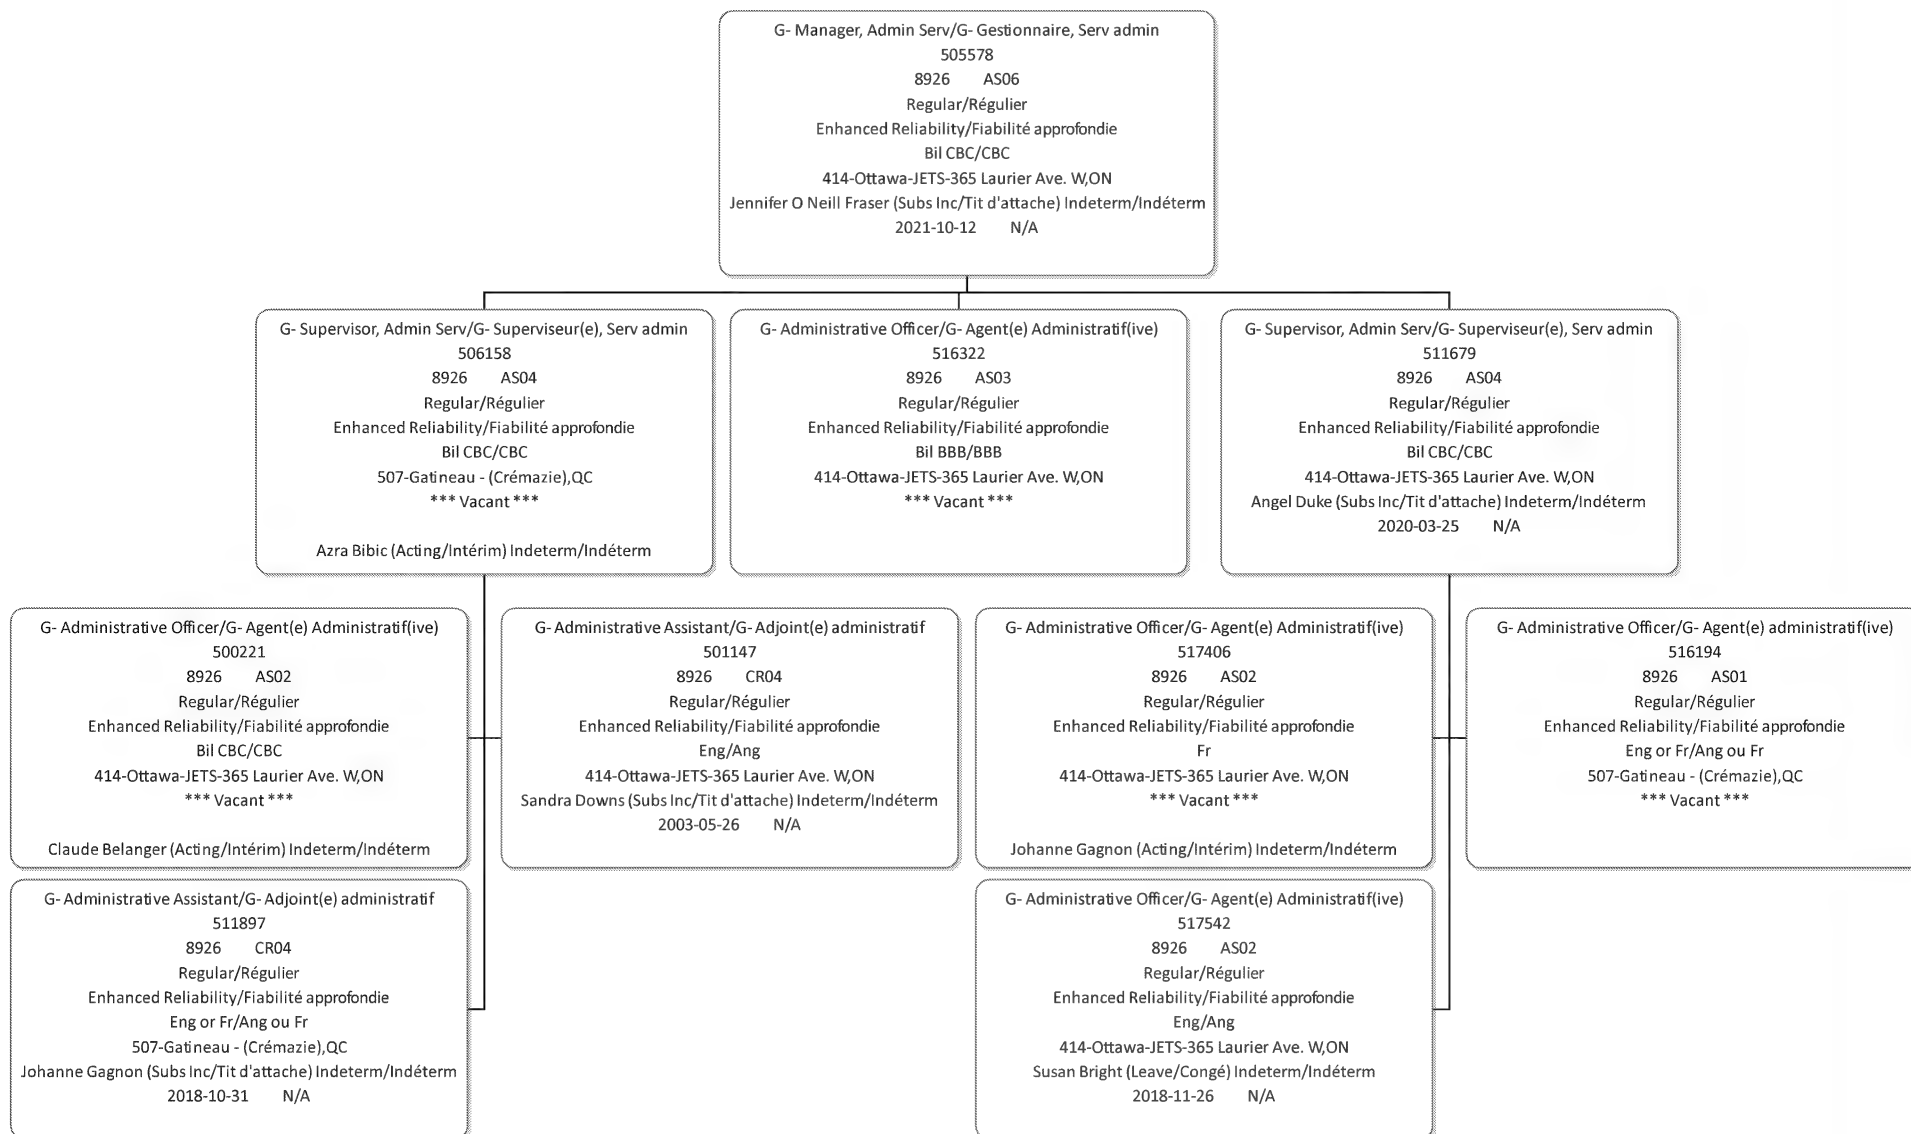 G- Manager, Admin Serv/G- Gestionnaire, Serv admin
505578
8926 AS06
Regular/Régulier
Enhanced Reliability/Fiabilité approfondie
Bil CBC/CBC
414-Ottawa-JETS-365 Laurier Ave. W,ON
Jennifer O Neill Fraser (Subs Inc/Tit d'attache) Indeterm/Indéterm
2021-10-12 N/A
G- Supervisor, Admin Serv/G- Superviseur(e), Serv admin
506158
8926 AS04
Regular/Régulier
Enhanced Reliability/Fiabilité approfondie
Bil CBC/CBC
507-Gatineau - (Crémazie),QC
*** Vacant ***
Azra Bibic (Acting/Intérim) Indeterm/Indéterm
G- Administrative Officer/G- Agent(e) Administratif(ive)
516322
8926 AS03
Regular/Régulier
Enhanced Reliability/Fiabilité approfondie
Bil BBB/BBB
414-Ottawa-JETS-365 Laurier Ave. W,ON
*** Vacant ***
G- Supervisor, Admin Serv/G- Superviseur(e), Serv admin
511679
8926 AS04
Regular/Régulier
Enhanced Reliability/Fiabilité approfondie
Bil CBC/CBC
414-Ottawa-JETS-365 Laurier Ave. W,ON
Angel Duke (Subs Inc/Tit d'attache) Indeterm/Indéterm
2020-03-25 N/A
G- Administrative Officer/G- Agent(e) Administratif(ive)
500221
8926 AS02
Regular/Régulier
Enhanced Reliability/Fiabilité approfondie
Bil CBC/CBC
414-Ottawa-JETS-365 Laurier Ave. W,ON
*** Vacant ***
Claude Belanger (Acting/Intérim) Indeterm/Indéterm
G- Administrative Assistant/G- Adjoint(e) administratif
501147
8926 CR04
Regular/Régulier
Enhanced Reliability/Fiabilité approfondie
Eng/Ang
414-Ottawa-JETS-365 Laurier Ave. W,ON
Sandra Downs (Subs Inc/Tit d'attache) Indeterm/Indéterm
2003-05-26 N/A
G- Administrative Officer/G- Agent(e) Administratif(ive)
517406
8926 AS02
Regular/Régulier
Enhanced Reliability/Fiabilité approfondie
Fr
414-Ottawa-JETS-365 Laurier Ave. W,ON
*** Vacant ***
Johanne Gagnon (Acting/Intérim) Indeterm/Indéterm
G- Administrative Officer/G- Agent(e) administratif(ive)
516194
8926 AS01
Regular/Régulier
Enhanced Reliability/Fiabilité approfondie
Eng or Fr/Ang ou Fr
507-Gatineau - (Crémazie),QC
*** Vacant ***
G- Administrative Assistant/G- Adjoint(e) administratif
511897
8926 CR04
Regular/Régulier
Enhanced Reliability/Fiabilité approfondie
Eng or Fr/Ang ou Fr
507-Gatineau - (Crémazie),QC
Johanne Gagnon (Subs Inc/Tit d'attache) Indeterm/Indéterm
2018-10-31 N/A
G- Administrative Officer/G- Agent(e) Administratif(ive)
517542
8926 AS02
Regular/Régulier
Enhanced Reliability/Fiabilité approfondie
Eng/Ang
414-Ottawa-JETS-365 Laurier Ave. W,ON
Susan Bright (Leave/Congé) Indeterm/Indéterm
2018-11-26 N/A